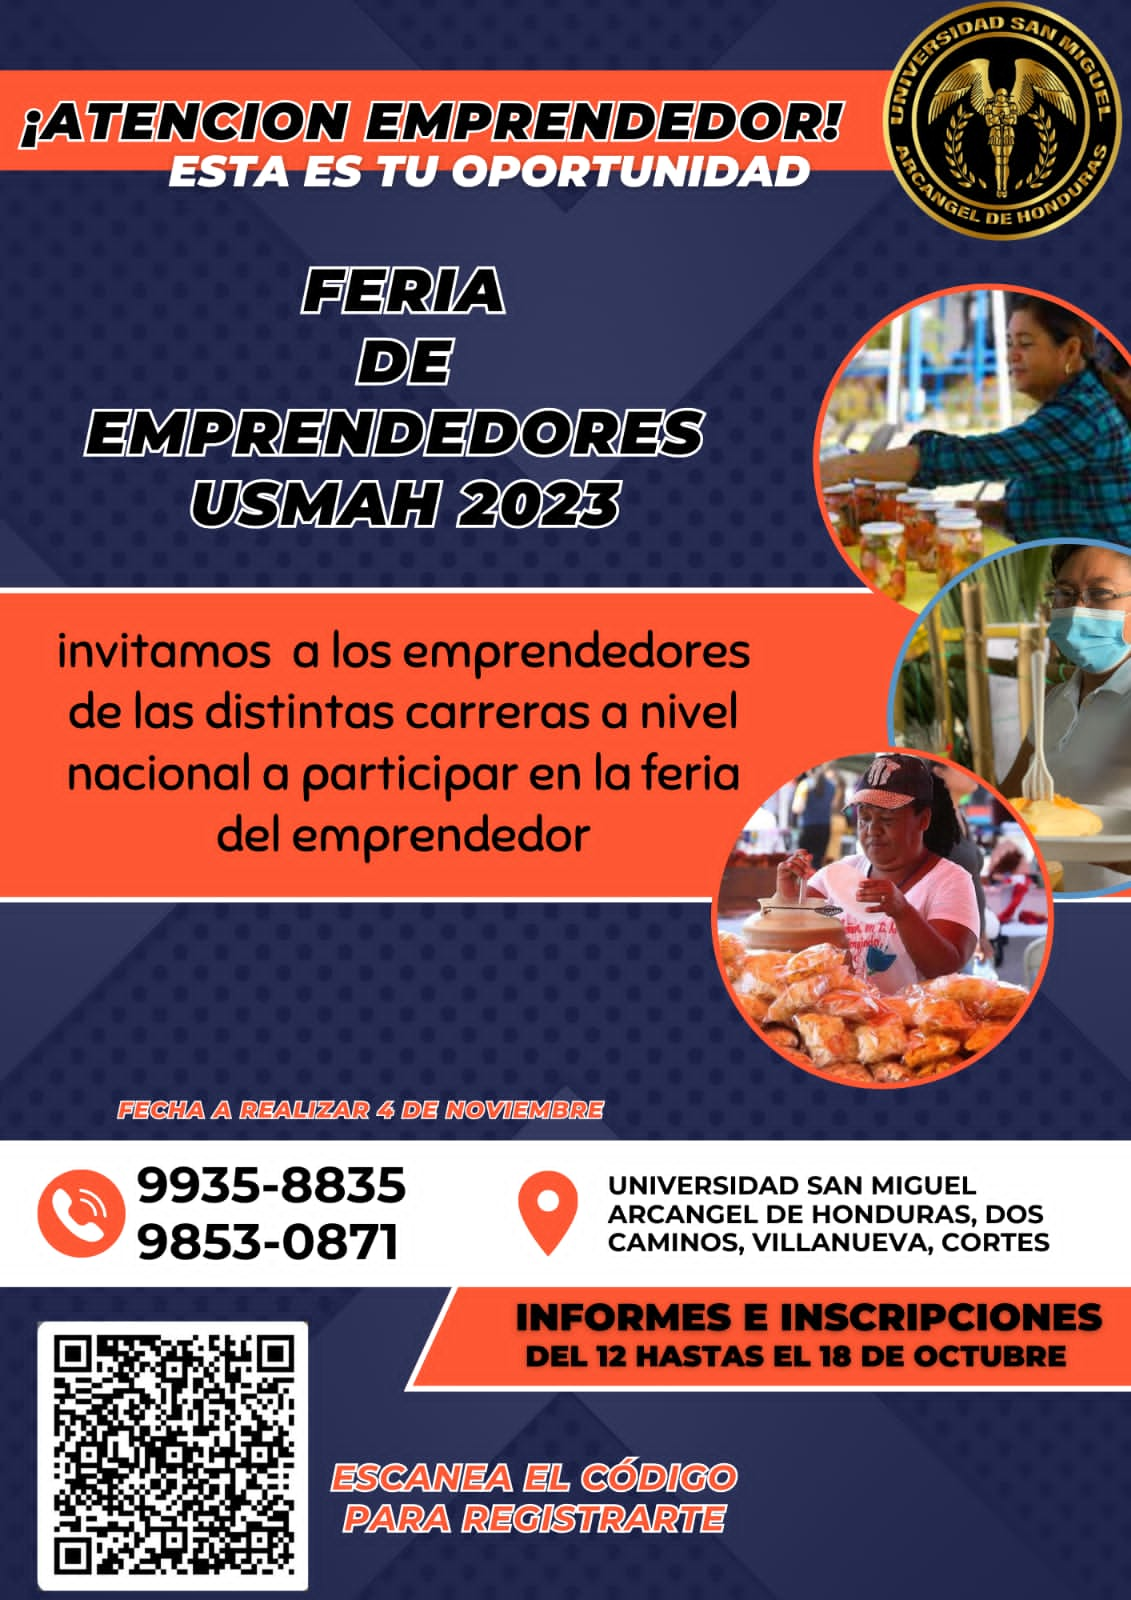 ¡ATENCION EMPRENDEDOR!
ESTA ES TU OPORTUNIDAD
UNIVERSIDAD SAN MIGUEL
ARCANGEL DE HONDURAS
FERIA
DE
EMPRENDEDORES
USMAH 2023
invitamos a los emprendedores
de las distintas carreras a nivel
nacional a participar en la feria
del emprendedor
FECHA A REALIZAR 4 DE NOVIEMBRE
9935-8835
9853-0871
UNIVERSIDAD SAN MIGUEL
ARCANGEL DE HONDURAS, DOS
CAMINOS, VILLANUEVA, CORTES
INFORMES E INSCRIPCIONES
DEL 12 HASTAS EL 18 DE OCTUBRE
ESCANEA EL CÓDIGO
PARA REGISTRARTE